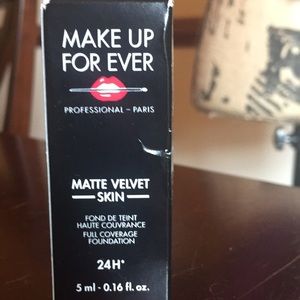 MAKE UP
FOR EVER
PROFESSIONAL – PARIS
MATTE VELVET
SKIN
FOND DE TEINT
HAUTE COUVRANCE
FULL COVERAGE
FOUNDATION
24H*
5 ml - 0.16 fl. oz.